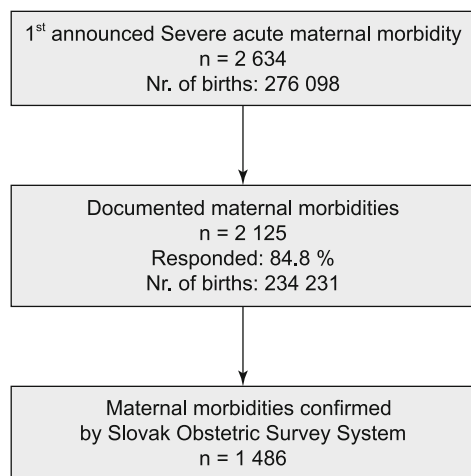 1st announced Severe acute maternal morbidity
n = 2 634
Nr. of births: 276 098
Documented maternal morbidities
n = 2 125
Responded: 84.8 %
Nr. of births: 234 231
Maternal morbidities confirmed
by Slovak Obstetric Survey System
n = 1 486